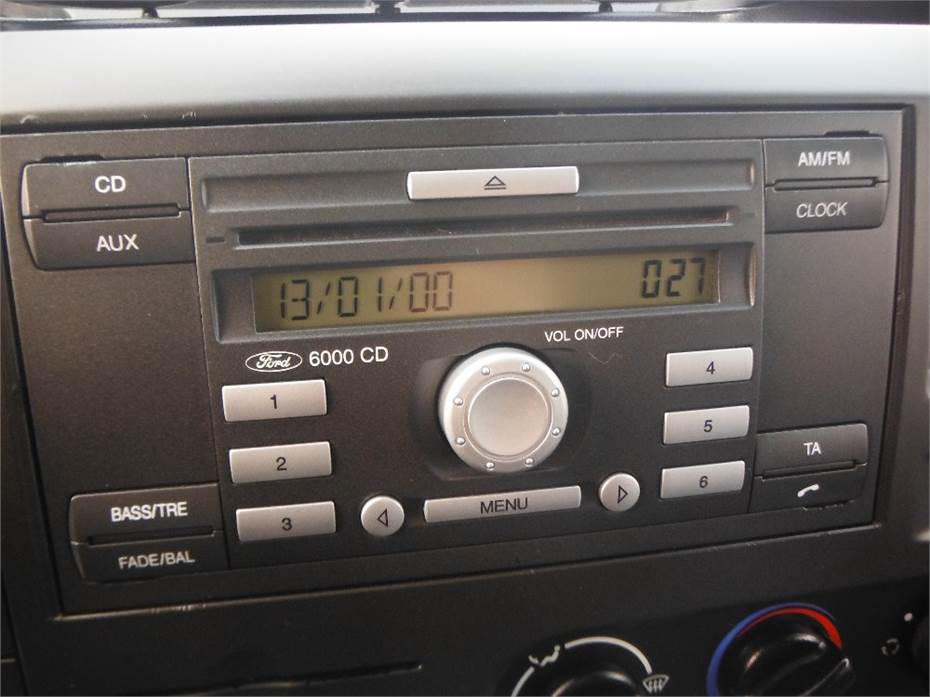 CD
AUX
AM/FM
CLOCK
13/01/00 027
VOL ON/OFF
Ford 6000 CD
1
2
3
4
5
6
MENU
TA
BASS/TRE
FADE/BAL